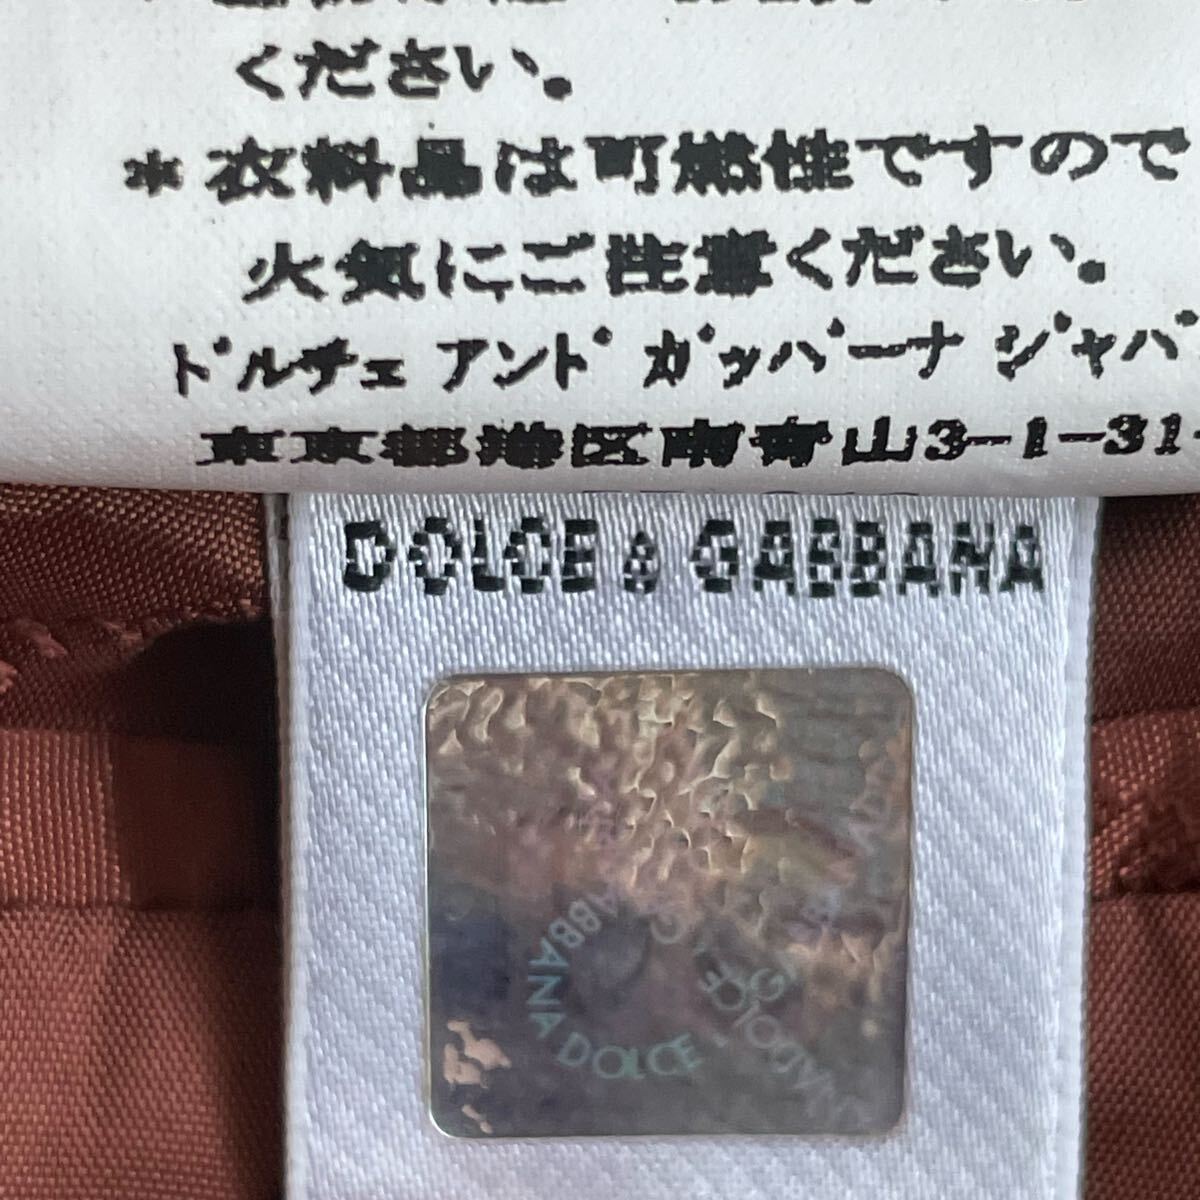 ください。
* 衣料品は可燃性ですので
火気にご注意ください。
ドルチェ アンド ガッバーナ ジャパ
東京都港区南青山3-1-31-
DOLCE & GABBANA
GABBANA DOLCE